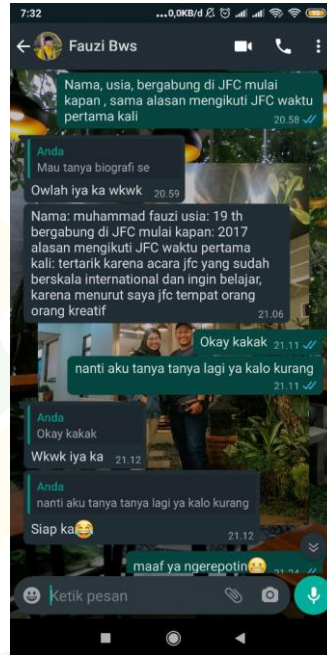 7:32
...0,0KB/d
Fauzi Bws
Nama, usia, bergabung di JFC mulai
kapan , sama alasan mengikuti JFC waktu
pertama kali
20.58
Anda
Mau tanya biografi se
Owlah iya ka wkwk 20.59
Nama: muhammad fauzi usia: 19 th
bergabung di JFC mulai kapan: 2017
alasan mengikuti JFC waktu pertama
kali: tertarik karena acara jfc yang sudah
berskala international dan ingin belajar,
karena menurut saya jfc tempat orang
orang kreatif
21.06
Okay kakak 21.11
nanti aku tanya tanya lagi ya kalo kurang
21.11
Anda
Okay kakak
Wkwk iya ka 21.12
Anda
nanti aku tanya tanya lagi ya kalo kurang
Siap ka😂
21.12
maaf ya ngerepotin😬 21.24
Ketik pesan